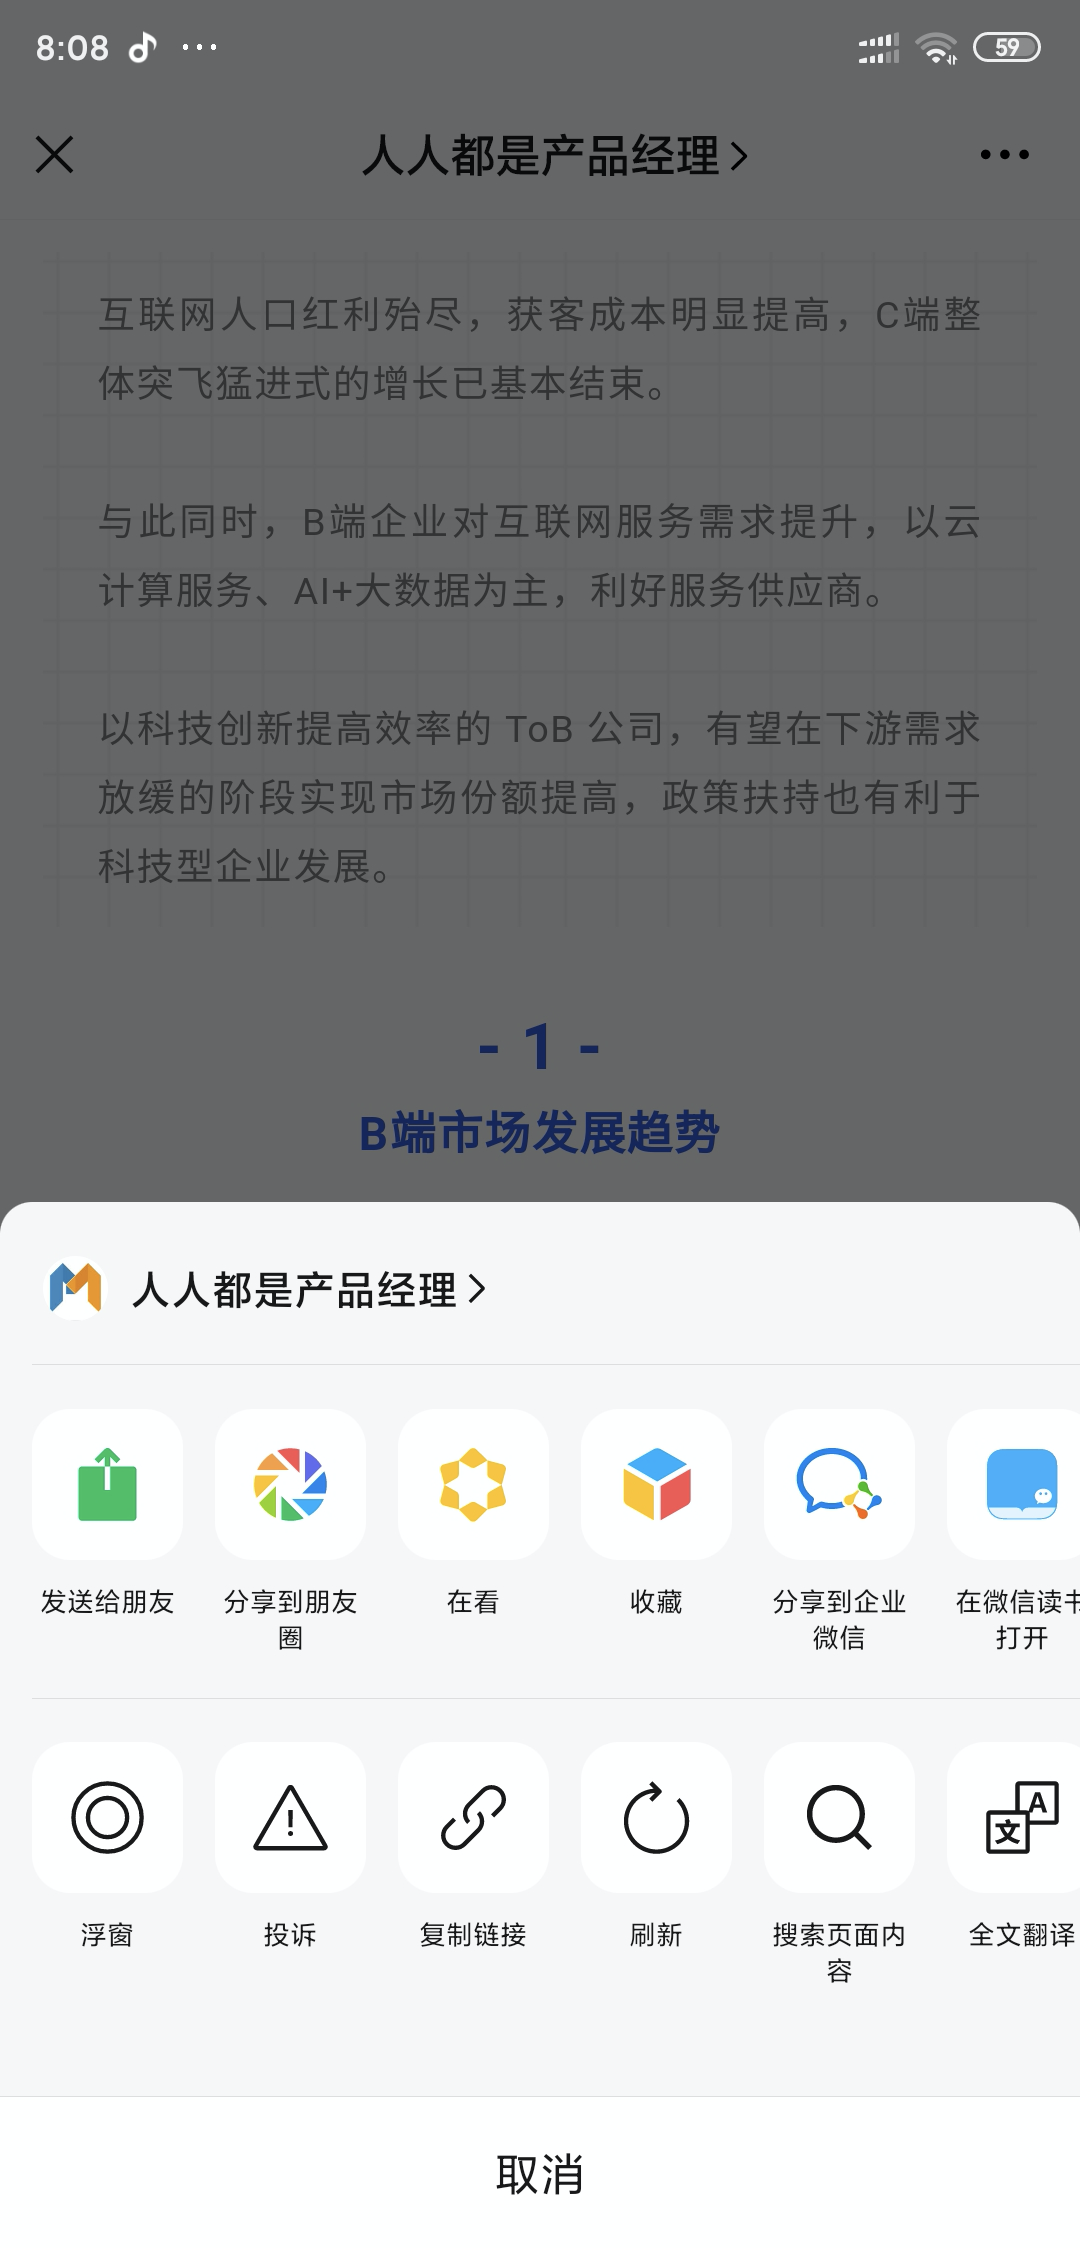 8:08
59
人人都是产品经理
互联网人口红利殆尽，获客成本明显提高，C端整
体突飞猛进式的增长已基本结束。
与此同时，B端企业对互联网服务需求提升，以云
计算服务、AI+大数据为主，利好服务供应商。
以科技创新提高效率的 ToB 公司，有望在下游需求
放缓的阶段实现市场份额提高，政策扶持也有利于
科技型企业发展。
- 1 -
B端市场发展趋势
人人都是产品经理
发送给朋友
分享到朋友
圈
在看
收藏
分享到企业
微信
在微信读书
打开
浮窗
投诉
复制链接
刷新
搜索页面内
容
A
文
全文翻译
取消